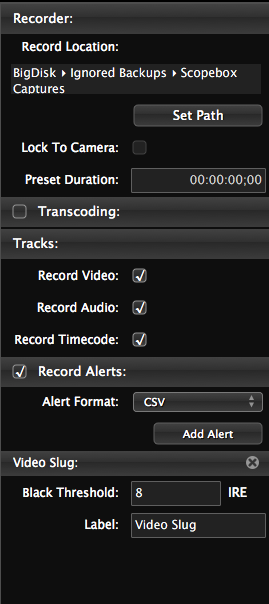 Recorder:
Record Location:
BigDisk ▸ Ignored Backups ▸ Scopebox
Captures
Set Path
Lock To Camera:
Preset Duration: 00:00:00;00
Transcoding:
Tracks:
Record Video:
Record Audio:
Record Timecode:
Record Alerts:
Alert Format: CSV
Add Alert
Video Slug:
Black Threshold: 8 IRE
Label: Video Slug